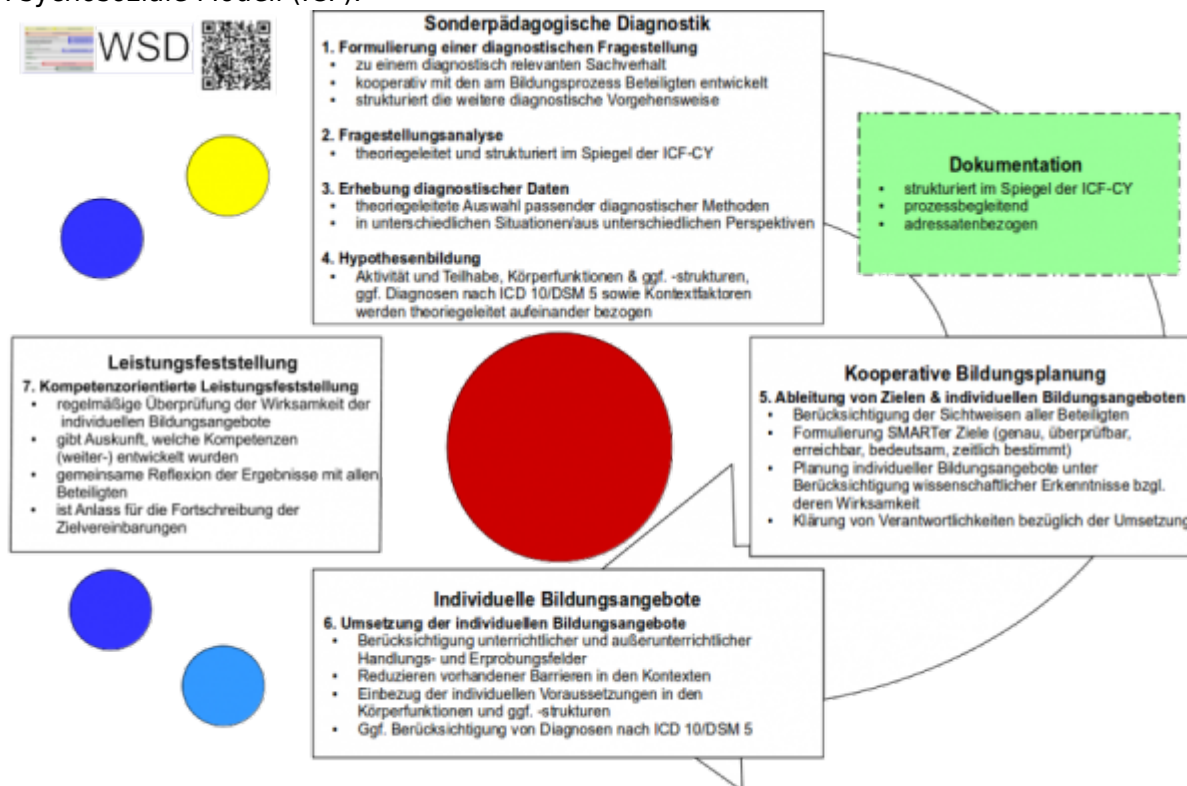 Psychosoziale Modell (ICF).
WSD
Sonderpädagogische Diagnostik
1. Formulierung einer diagnostischen Fragestellung
• zu einem diagnostisch relevanten Sachverhalt
• kooperativ mit den am Bildungsprozess Beteiligten entwickelt
• strukturiert die weitere diagnostische Vorgehensweise
2. Fragestellungsanalyse
• theoriegeleitet und strukturiert im Spiegel der ICF-CY
3. Erhebung diagnostischer Daten
• theoriegeleitete Auswahl passender diagnostischer Methoden
• in unterschiedlichen Situationen/aus unterschiedlichen Perspektiven
4. Hypothesenbildung
• Aktivität und Teilhabe, Körperfunktionen & ggf. -strukturen,
ggf. Diagnosen nach ICD 10/DSM 5 sowie Kontextfaktoren
werden theoriegeleitet aufeinander bezogen
Dokumentation
• strukturiert im Spiegel der ICF-CY
• prozessbegleitend
• adressatenbezogen
Kooperative Bildungsplanung
5. Ableitung von Zielen & individuellen Bildungsangeboten
• Berücksichtigung der Sichtweisen aller Beteiligten
• Formulierung SMARTer Ziele (genau, überprüfbar,
erreichbar, bedeutsam, zeitlich bestimmt)
• Planung individueller Bildungsangebote unter
Berücksichtigung wissenschaftlicher Erkenntnisse bzgl.
deren Wirksamkeit
• Klärung von Verantwortlichkeiten bezüglich der Umsetzung
Individuelle Bildungsangebote
6. Umsetzung der individuellen Bildungsangebote
• Berücksichtigung unterrichtlicher und außerunterrichtlicher
Handlungs- und Erprobungsfelder
• Reduzieren vorhandener Barrieren in den Kontexten
• Einbezug der individuellen Voraussetzungen in den
Körperfunktionen und ggf. -strukturen
• Ggf. Berücksichtigung von Diagnosen nach ICD 10/DSM 5
Leistungsfeststellung
7. Kompetenzorientierte Leistungsfeststellung
• regelmäßige Überprüfung der Wirksamkeit der
individuellen Bildungsangebote
• gibt Auskunft, welche Kompetenzen
(weiter-) entwickelt wurden
• gemeinsame Reflexion der Ergebnisse mit allen
Beteiligten
• ist Anlass für die Fortschreibung der
Zielvereinbarungen